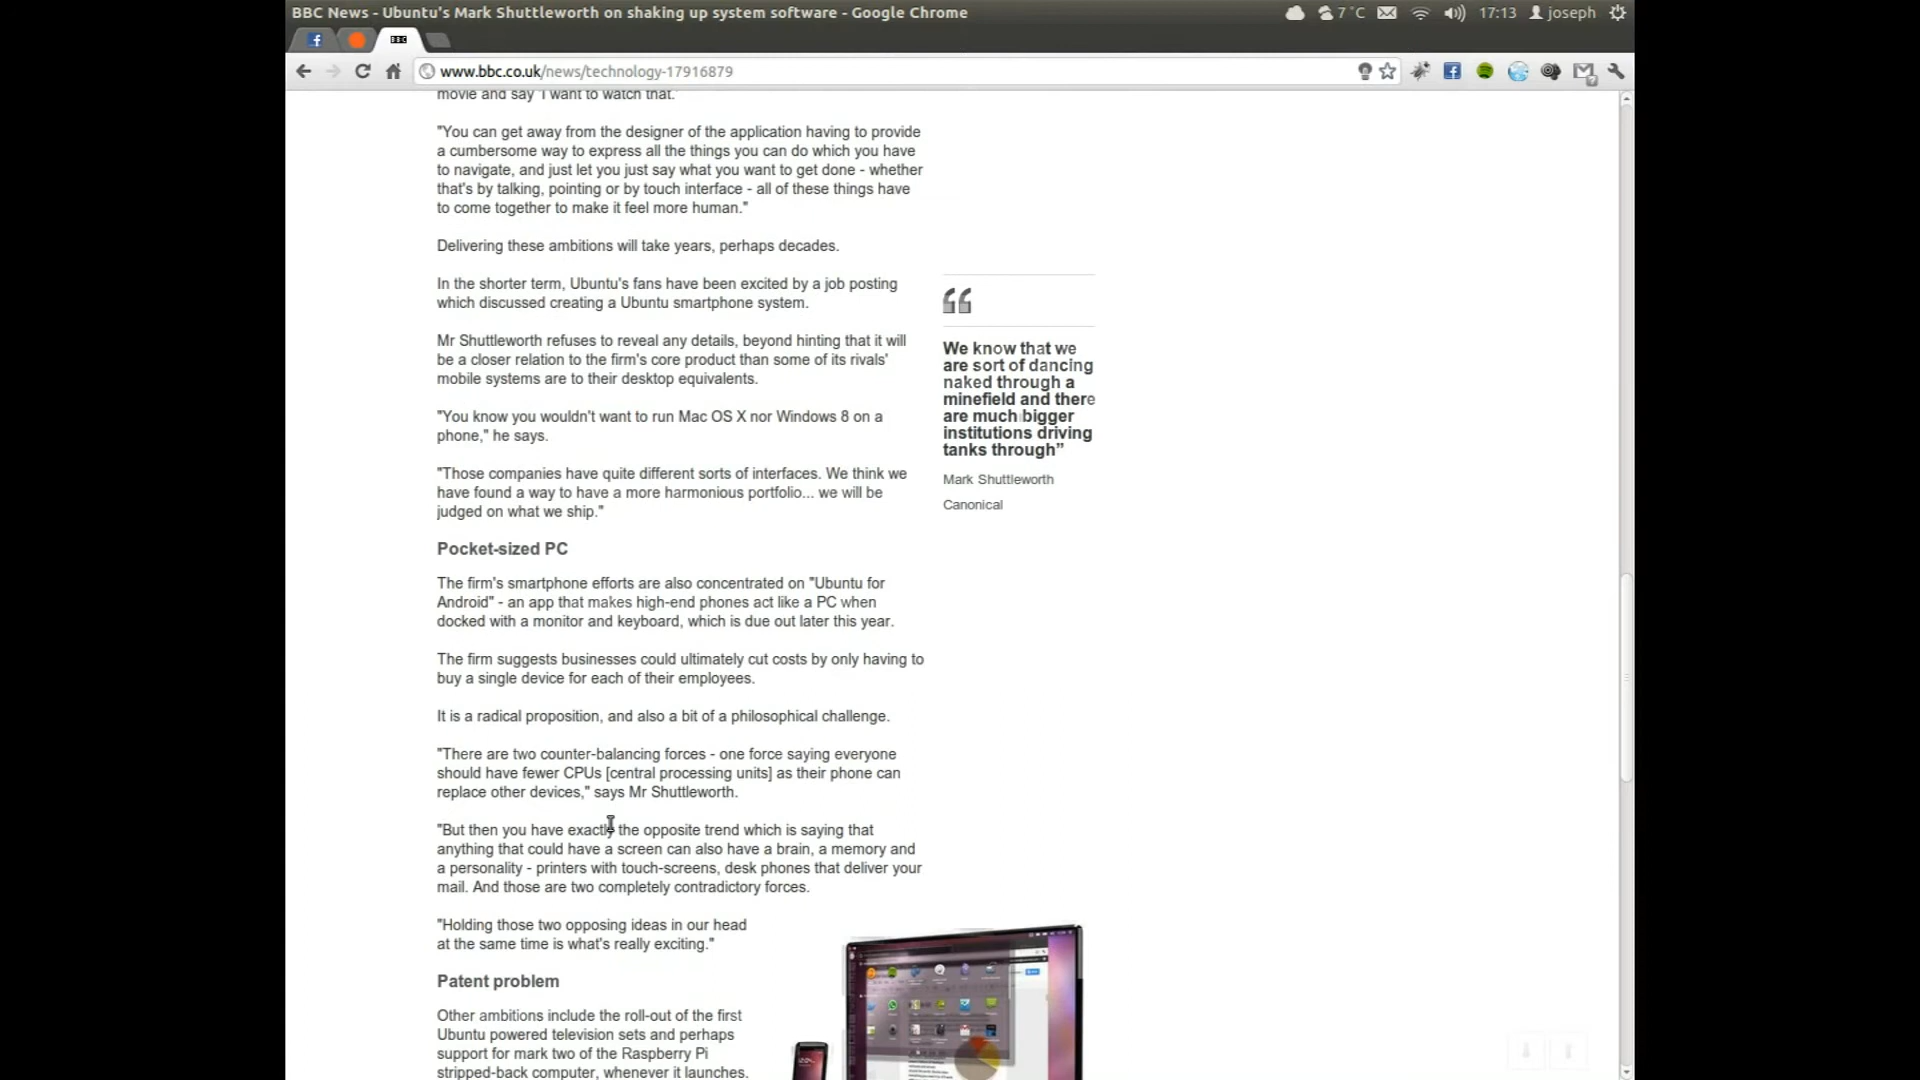 BBC News - Ubuntu's Mark Shuttleworth on shaking up system software - Google Chrome
7 °C
17:13
joseph
BBC
www.bbc.co.uk/news/technology-17916879
movie and say 'I want to watch that.'
"You can get away from the designer of the application having to provide
a cumbersome way to express all the things you can do which you have
to navigate, and just let you just say what you want to get done - whether
that's by talking, pointing or by touch interface - all of these things have
to come together to make it feel more human."
Delivering these ambitions will take years, perhaps decades.
In the shorter term, Ubuntu's fans have been excited by a job posting
which discussed creating a Ubuntu smartphone system.
Mr Shuttleworth refuses to reveal any details, beyond hinting that it will
be a closer relation to the firm's core product than some of its rivals'
mobile systems are to their desktop equivalents.
"You know you wouldn't want to run Mac OS X nor Windows 8 on a
phone," he says.
"Those companies have quite different sorts of interfaces. We think we
have found a way to have a more harmonious portfolio... we will be
judged on what we ship."
Pocket-sized PC
The firm's smartphone efforts are also concentrated on "Ubuntu for
Android" - an app that makes high-end phones act like a PC when
docked with a monitor and keyboard, which is due out later this year.
The firm suggests businesses could ultimately cut costs by only having to
buy a single device for each of their employees.
It is a radical proposition, and also a bit of a philosophical challenge.
"There are two counter-balancing forces - one force saying everyone
should have fewer CPUs [central processing units] as their phone can
replace other devices," says Mr Shuttleworth.
"But then you have exactly the opposite trend which is saying that
anything that could have a screen can also have a brain, a memory and
a personality - printers with touch-screens, desk phones that deliver your
mail. And those are two completely contradictory forces.
"Holding those two opposing ideas in our head
at the same time is what's really exciting."
Patent problem
Other ambitions include the roll-out of the first
Ubuntu powered television sets and perhaps
support for mark two of the Raspberry Pi
stripped-back computer, whenever it launches.
We know that we
are sort of dancing
naked through a
minefield and there
are much bigger
institutions driving
tanks through”
Mark Shuttleworth
Canonical